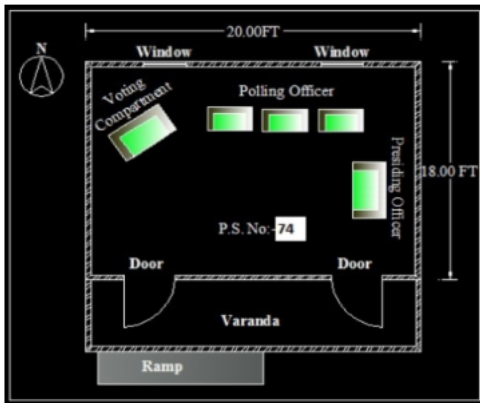 20.00FT
N
Window
Window
Voting
Compartment
Polling Officer
Presiding Officer
18.00 FT
P.S. No:-74
Door
Door
Varanda
Ramp